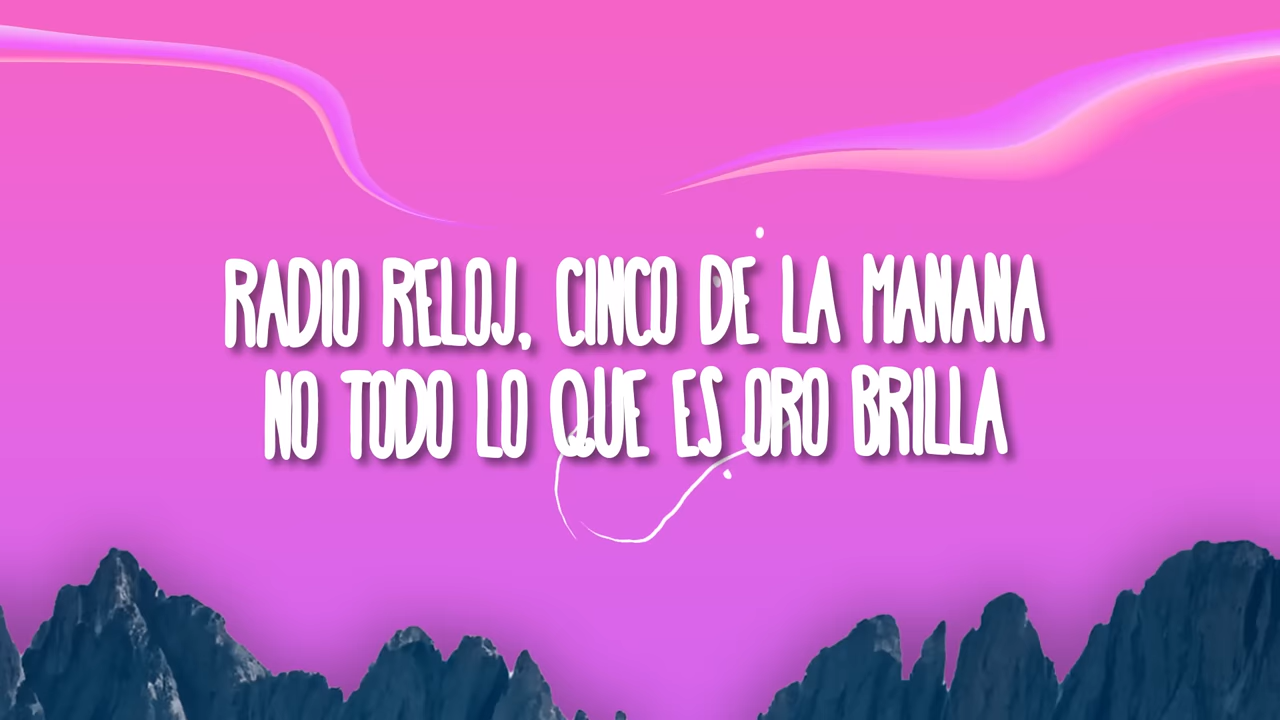 RADIO RELOJ, CINCO DE LA MANANA
NO TODO LO QUE ES ORO BRILLA